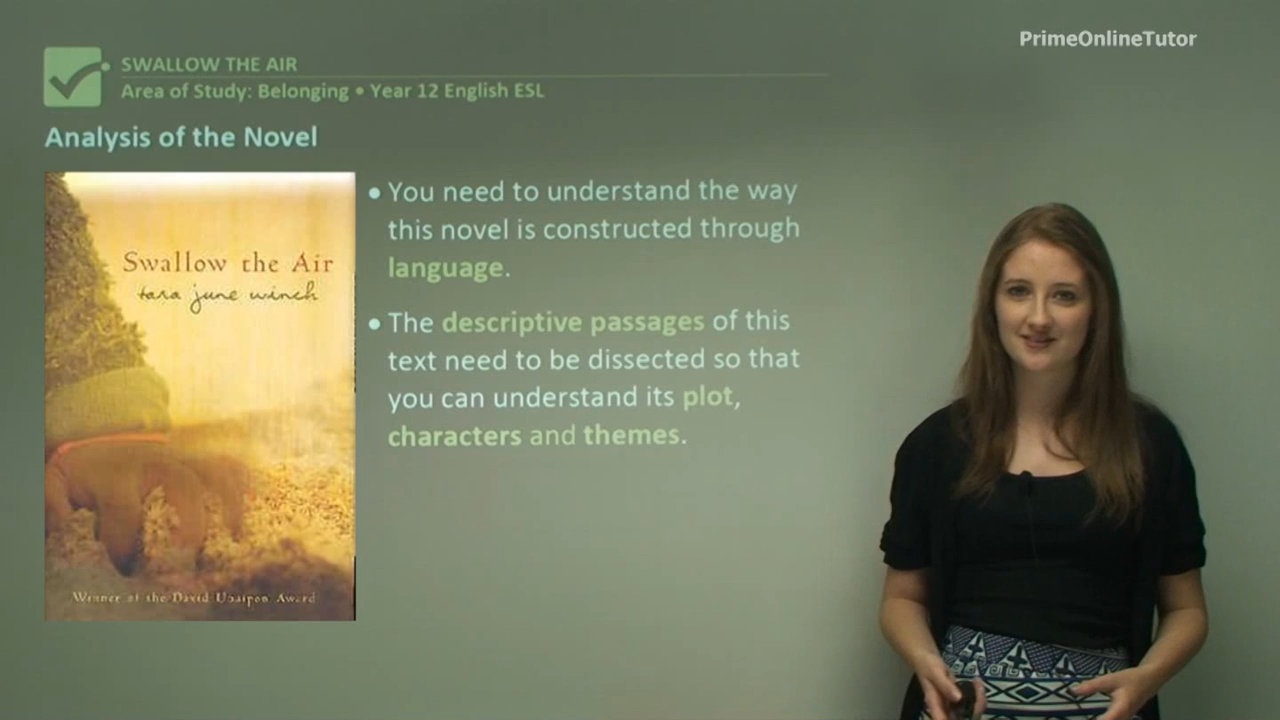 PrimeOnlineTutor
SWALLOW THE AIR
Area of Study: Belonging • Year 12 English ESL
Analysis of the Novel
Swallow the Air
tara june winch
Winner of the David Unaipon Award
• You need to understand the way
this novel is constructed through
language.
• The descriptive passages of this
text need to be dissected so that
you can understand its plot,
characters and themes.